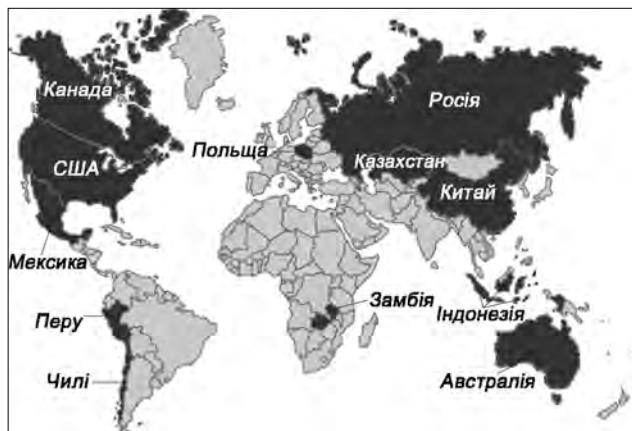 Канада
Росія
США
Польща
Казахстан
Китай
Мексика
Замбія
Перу
Індонезія
Чилі
Австралія